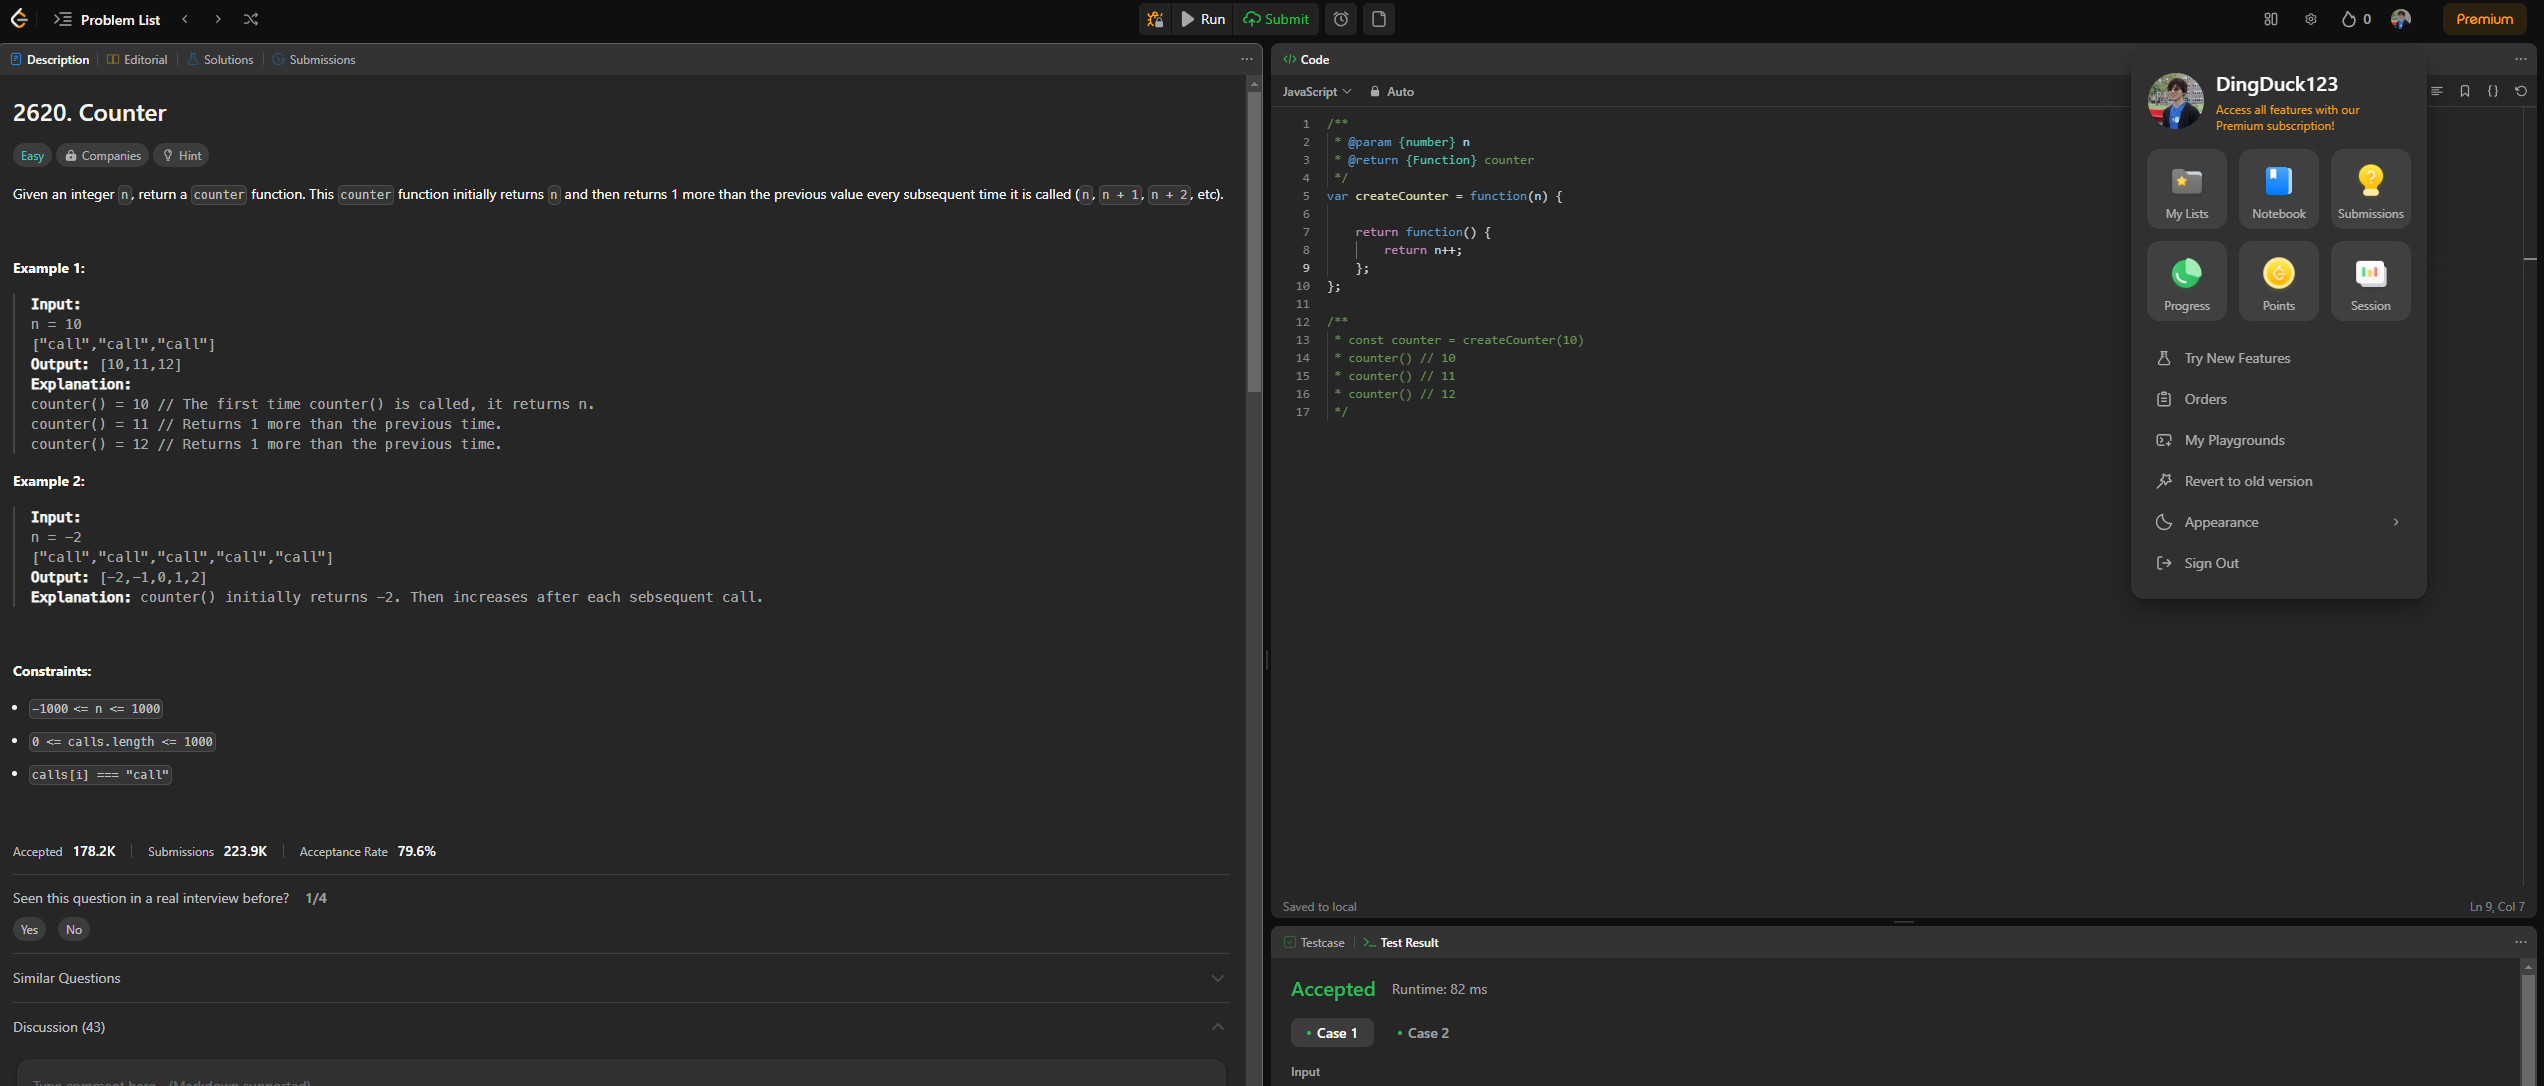 Problem List
Run
Submit
0
Premium
Description
Editorial
Solutions
Submissions
2620. Counter
Easy
Companies
Hint
Given an integer n, return a counter function. This counter function initially returns n and then returns 1 more than the previous value every subsequent time it is called (n, n + 1, n + 2, etc).
Example 1:
Input:
n = 10
["call","call","call"]
Output: [10,11,12]
Explanation:
counter() = 10 // The first time counter() is called, it returns n.
counter() = 11 // Returns 1 more than the previous time.
counter() = 12 // Returns 1 more than the previous time.
Example 2:
Input:
n = -2
["call","call","call","call","call"]
Output: [-2,-1,0,1,2]
Explanation: counter() initially returns -2. Then increases after each sebsequent call.
Constraints:
-1000 <= n <= 1000
0 <= calls.length <= 1000
calls[i] === "call"
Accepted 178.2K
Submissions 223.9K
Acceptance Rate 79.6%
Seen this question in a real interview before? 1/4
Yes
No
Similar Questions
Discussion (43)
Type comment here... (Markdown supported)
</> Code
JavaScript
Auto
1 /**
2 * @param {number} n
3 * @return {Function} counter
4 */
5 var createCounter = function(n) {
6
7 return function() {
8 return n++;
9 };
10 };
11
12 /**
13 * const counter = createCounter(10)
14 * counter() // 10
15 * counter() // 11
16 * counter() // 12
17 */
Saved to local
Ln 9, Col 7
DingDuck123
Access all features with our
Premium subscription!
My Lists
Notebook
Submissions
Progress
Points
Session
Try New Features
Orders
My Playgrounds
Revert to old version
Appearance
Sign Out
Testcase
Test Result
Accepted
Runtime: 82 ms
Case 1
Case 2
Input